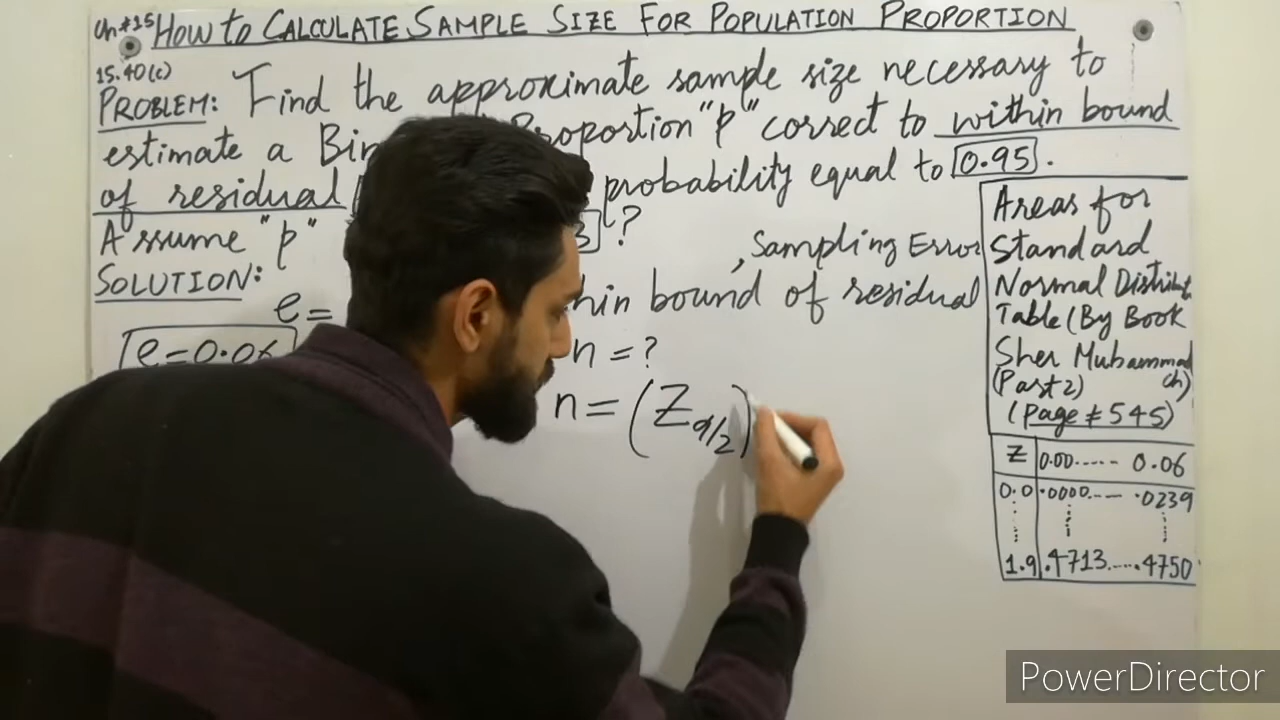 Ch#15 HOW to CALCULATE SAMPLE SIZE FOR POPULATION PROPORTION
15.40(c)
PROBLEM: Find the approximate sample size necessary to
estimate a Proportion "p" correct to within bound
of residual probability equal to 0.95.
Assume "p" ?
SOLUTION:
, Sampling Error
e= bound of residual
e=0.06
n = ?
n = (Zα/2)
Areas for
Standard
Normal
Table (By Book
Sher Muhammad
(Part 2) ch)
(page # 545)
Z 0.00...... 0.06
0.0 .0000.... .0239
1.9 .4713..... .4750
PowerDirector